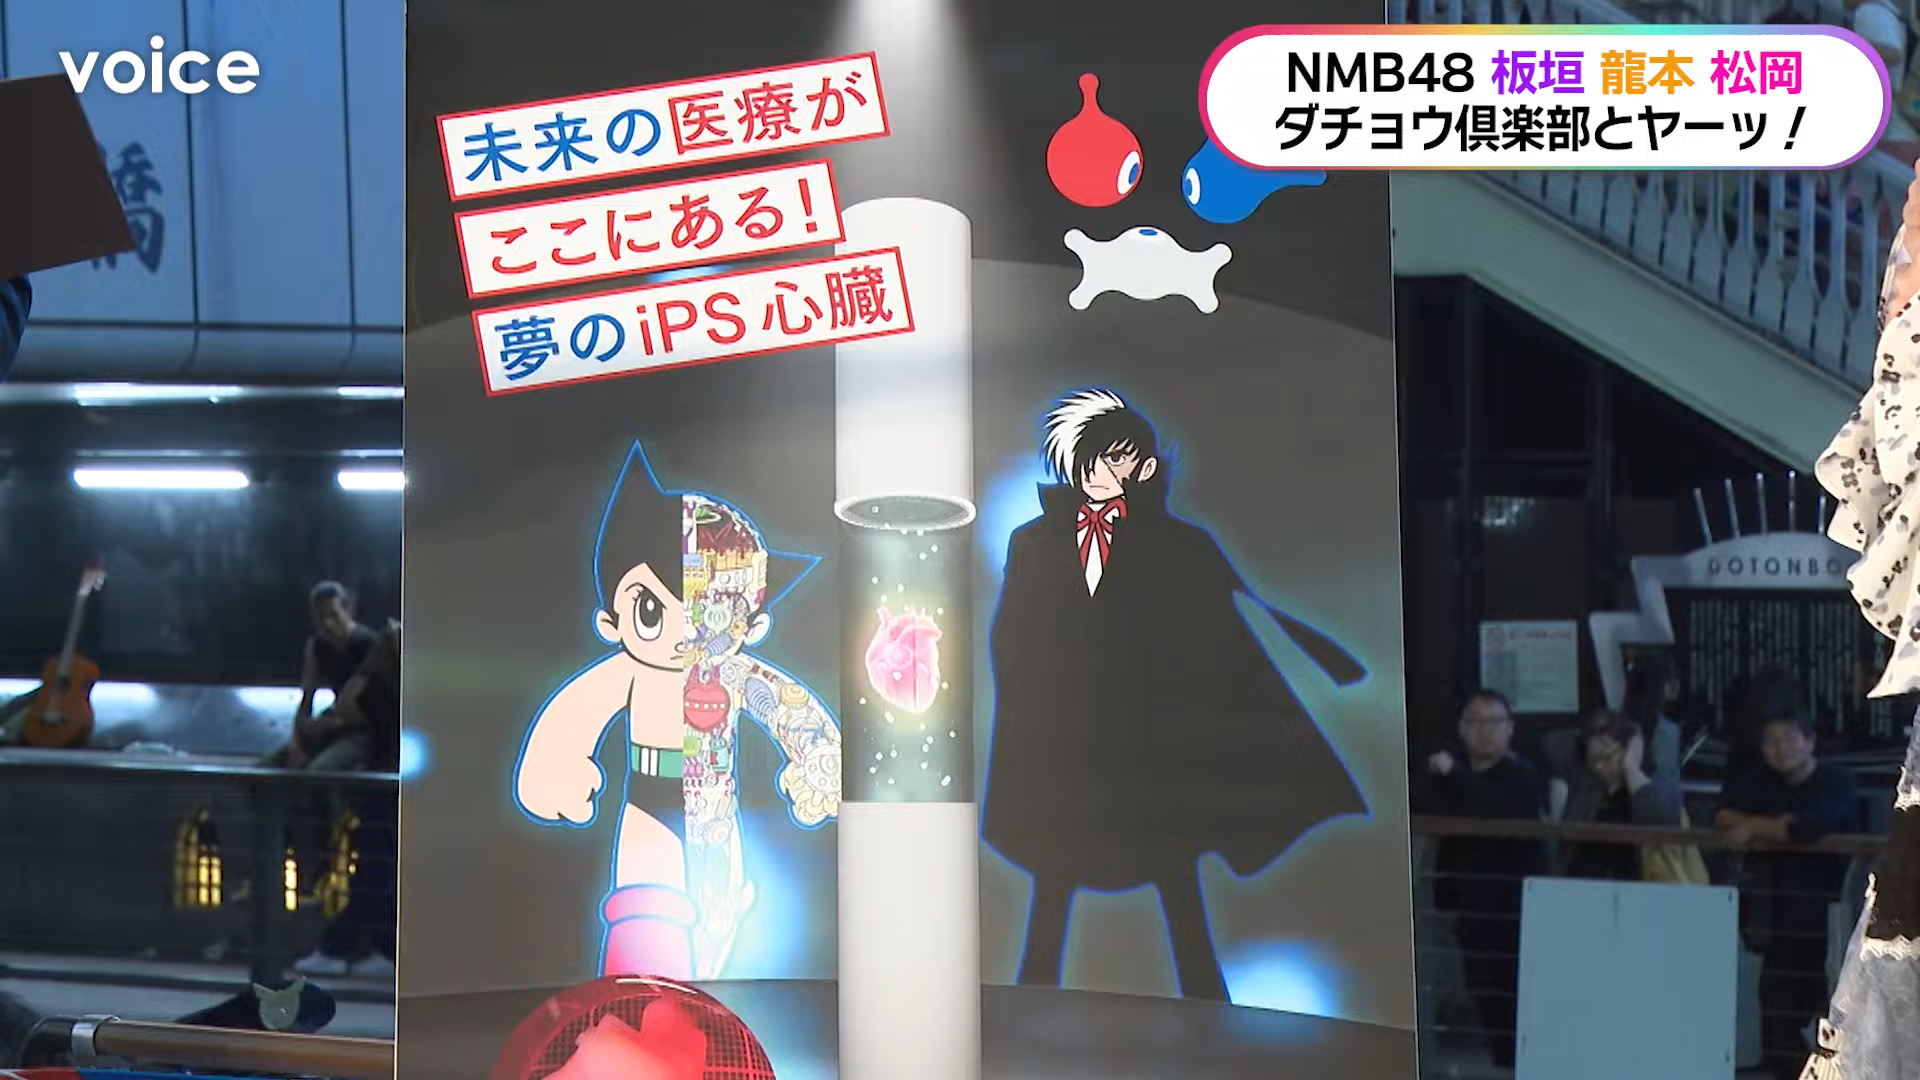 voice
NMB48 板垣 龍本 松岡
ダチョウ倶楽部とヤーッ！
未来の医療が
ここにある！
夢のiPS心臓
橋
DOTONBO